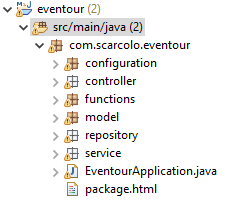 eventour (2)
src/main/java (2)
com.scarcolo.eventour
configuration
controller
functions
model
repository
service
EventourApplication.java
package.html